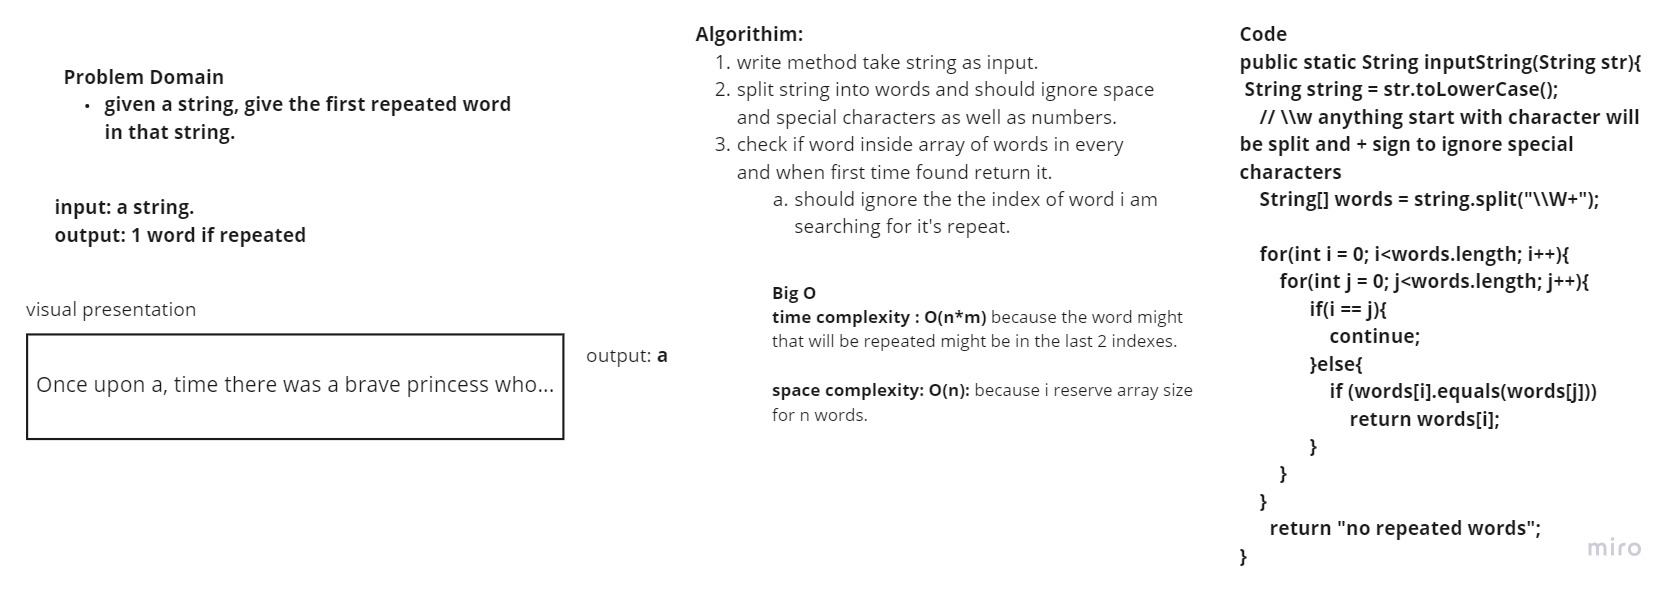 Problem Domain
• given a string, give the first repeated word
in that string.
input: a string.
output: 1 word if repeated
visual presentation
Once upon a, time there was a brave princess who...
output: a
Algorithim:
1. write method take string as input.
2. split string into words and should ignore space
and special characters as well as numbers.
3. check if word inside array of words in every
and when first time found return it.
a. should ignore the the index of word i am
searching for it's repeat.
Big O
time complexity : O(n*m) because the word might
that will be repeated might be in the last 2 indexes.
space complexity: O(n): because i reserve array size
for n words.
Code
public static String inputString(String str){
String string = str.toLowerCase();
// \\w anything start with character will
be split and + sign to ignore special
characters
String[] words = string.split("\\W+");
for(int i = 0; i<words.length; i++){
for(int j = 0; j<words.length; j++){
if(i == j){
continue;
}else{
if (words[i].equals(words[j]))
return words[i];
}
}
}
return "no repeated words";
}
miro